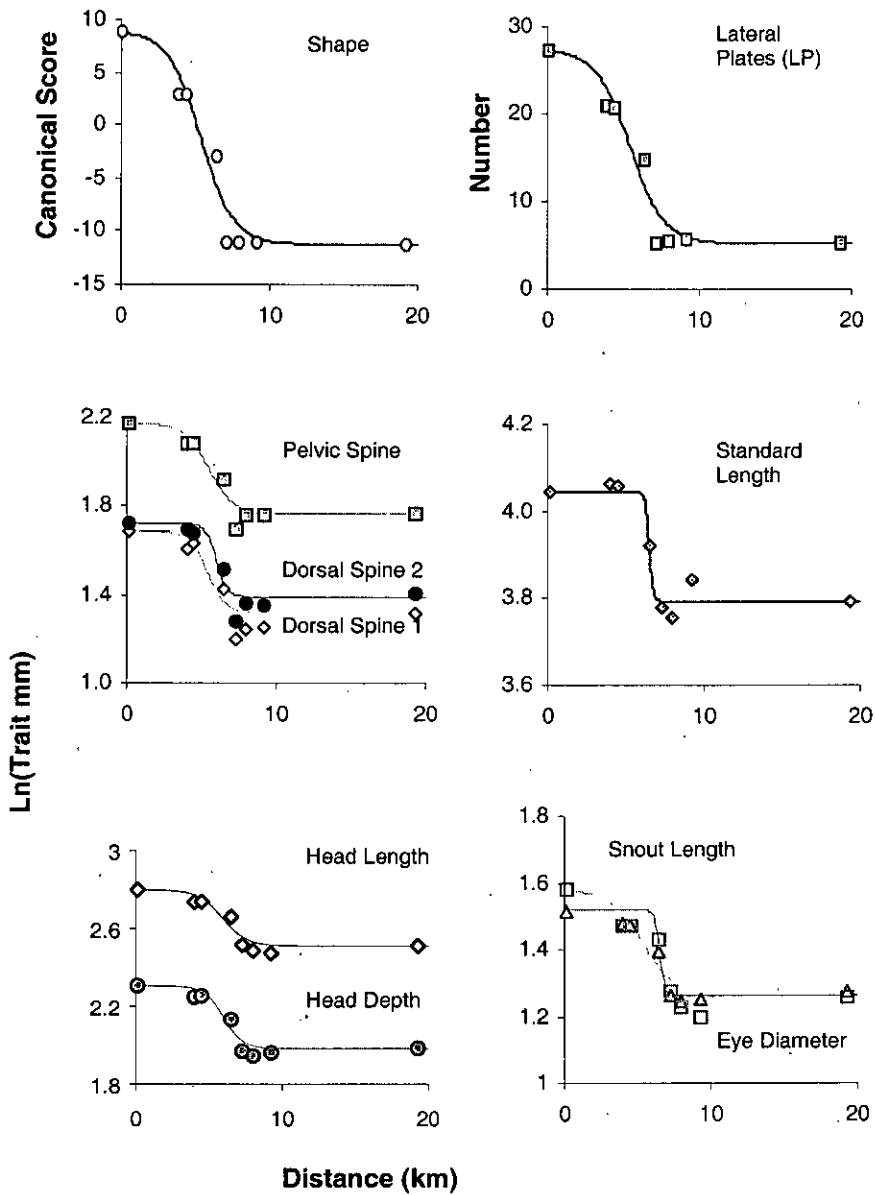 Canonical Score
10
5
0
-5
-10
-15
Shape
0
10
20
Number
30
20
10
0
Lateral
Plates (LP)
0
10
20
Ln(Trait mm)
2.2
1.8
1.4
1.0
Pelvic Spine
Dorsal Spine 2
Dorsal Spine 1
0
10
20
4.2
4.0
3.8
3.6
Standard
Length
0
10
20
3
2.6
2.2
1.8
Head Length
Head Depth
0
10
20
1.8
1.6
1.4
1.2
1
Snout Length
Eye Diameter
0
10
20
Distance (km)